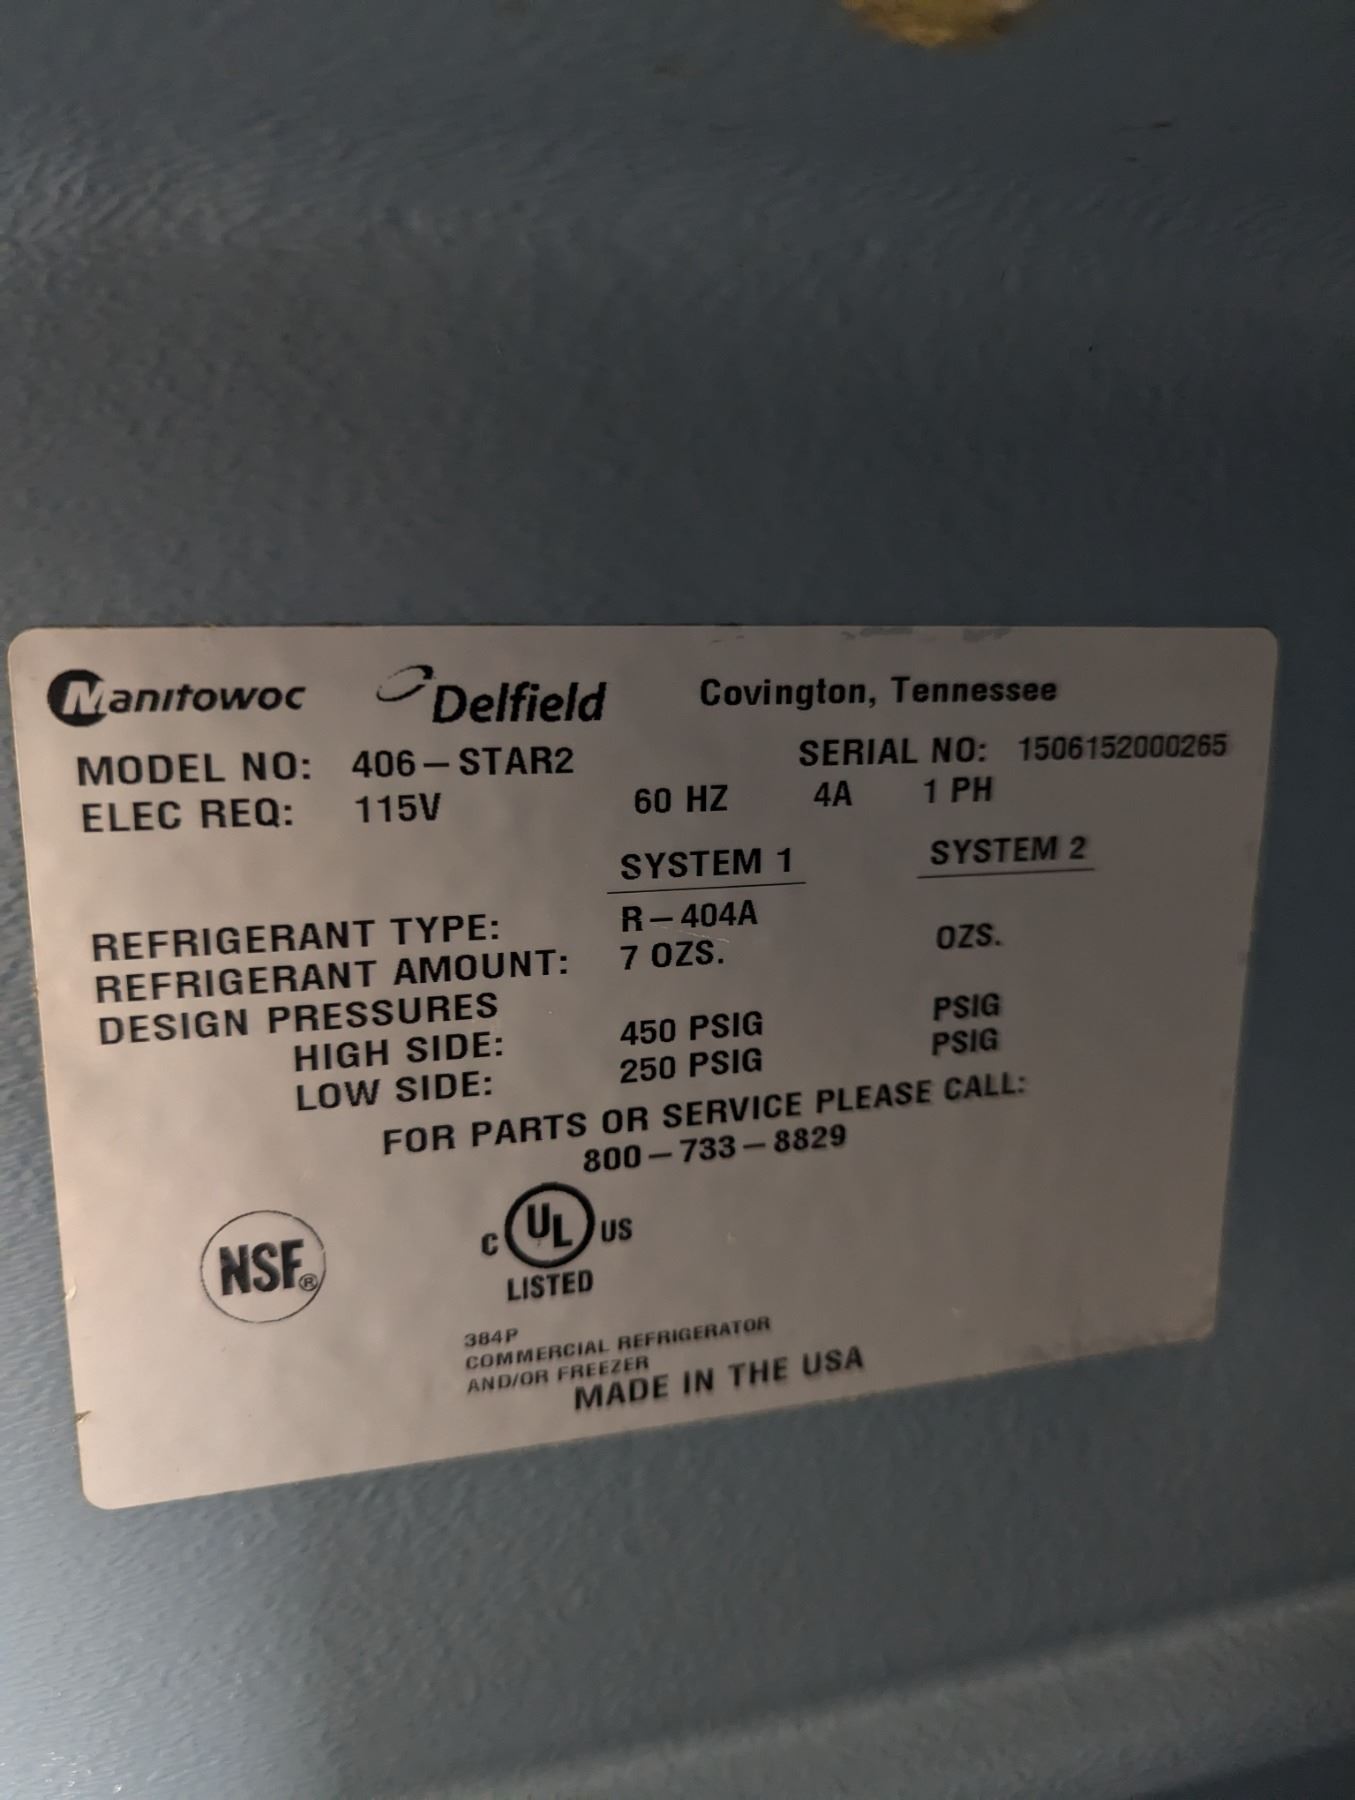 Manitowoc Delfield Covington, Tennessee
MODEL NO: 406-STAR2 SERIAL NO: 1506152000265
ELEC REQ: 115V 60 HZ 4A 1 PH
SYSTEM 1 SYSTEM 2
REFRIGERANT TYPE: R-404A
REFRIGERANT AMOUNT: 7 OZS. OZS.
DESIGN PRESSURES
HIGH SIDE: 450 PSIG PSIG
LOW SIDE: 250 PSIG PSIG
FOR PARTS OR SERVICE PLEASE CALL:
800-733-8829
NSF®
C UL US
LISTED
384P
COMMERCIAL REFRIGERATOR
AND/OR FREEZER
MADE IN THE USA